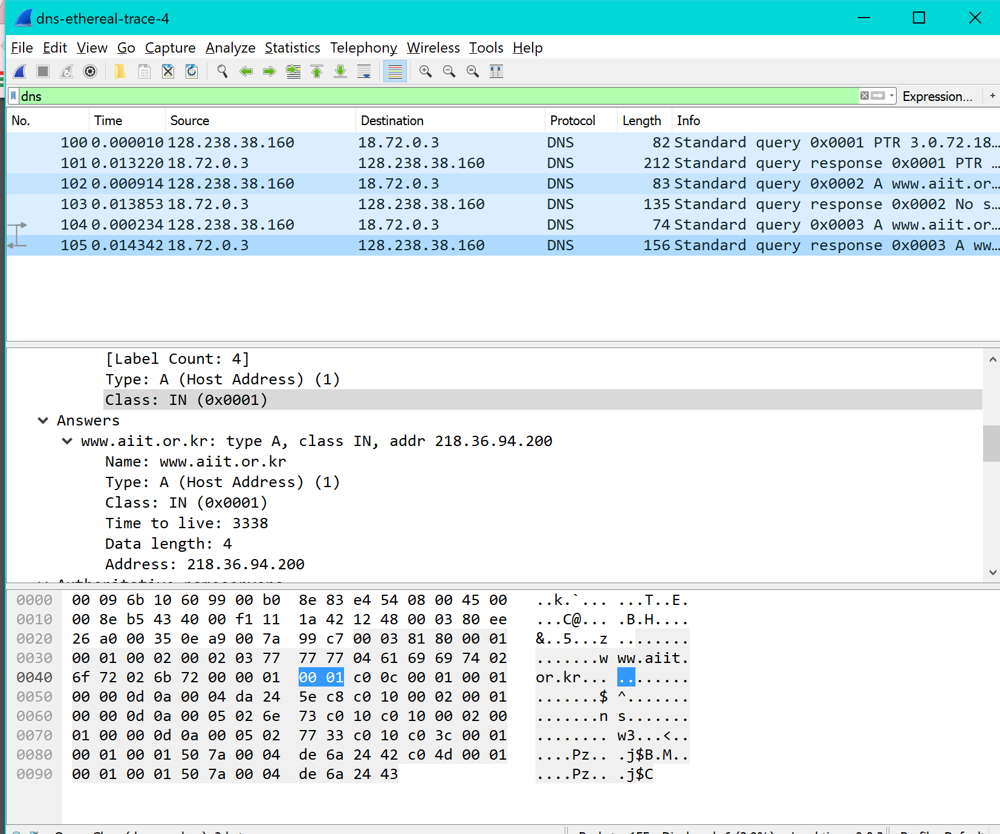 dns-ethereal-trace-4
File Edit View Go Capture Analyze Statistics Telephony Wireless Tools Help
dns Expression... +
No. Time Source Destination Protocol Length Info
100 0.000010 128.238.38.160 18.72.0.3 DNS 82 Standard query 0x0001 PTR 3.0.72.18...
101 0.013220 18.72.0.3 128.238.38.160 DNS 212 Standard query response 0x0001 PTR ...
102 0.000914 128.238.38.160 18.72.0.3 DNS 83 Standard query 0x0002 A www.aiit.or...
103 0.013853 18.72.0.3 128.238.38.160 DNS 135 Standard query response 0x0002 No s...
104 0.000234 128.238.38.160 18.72.0.3 DNS 74 Standard query 0x0003 A www.aiit.or...
105 0.014342 18.72.0.3 128.238.38.160 DNS 156 Standard query response 0x0003 A ww...
[Label Count: 4]
Type: A (Host Address) (1)
Class: IN (0x0001)
Answers
www.aiit.or.kr: type A, class IN, addr 218.36.94.200
Name: www.aiit.or.kr
Type: A (Host Address) (1)
Class: IN (0x0001)
Time to live: 3338
Data length: 4
Address: 218.36.94.200
Authoritative nameservers
0000 00 09 6b 10 60 99 00 b0 8e 83 e4 54 08 00 45 00 ..k.`... ...T..E.
0010 00 8e b5 43 40 00 f1 11 1a 42 12 48 00 03 80 ee ...C@... .B.H....
0020 26 a0 00 35 0e a9 00 7a 99 c7 00 03 81 80 00 01 &..5...z ........
0030 00 01 00 02 00 02 03 77 77 77 04 61 69 69 74 02 .......w ww.aiit.
0040 6f 72 02 6b 72 00 00 01 00 01 c0 0c 00 01 00 01 or.kr... ........
0050 00 00 0d 0a 00 04 da 24 5e c8 c0 10 00 02 00 01 .......$ ^.......
0060 00 00 0d 0a 00 05 02 6e 73 c0 10 c0 10 00 02 00 .......n s.......
0070 01 00 00 0d 0a 00 05 02 77 33 c0 10 c0 3c 00 01 ........ w3...<..
0080 00 01 00 01 50 7a 00 04 de 6a 24 42 c0 4d 00 01 ....Pz.. .j$B.M..
0090 00 01 00 01 50 7a 00 04 de 6a 24 43 ....Pz.. .j$C